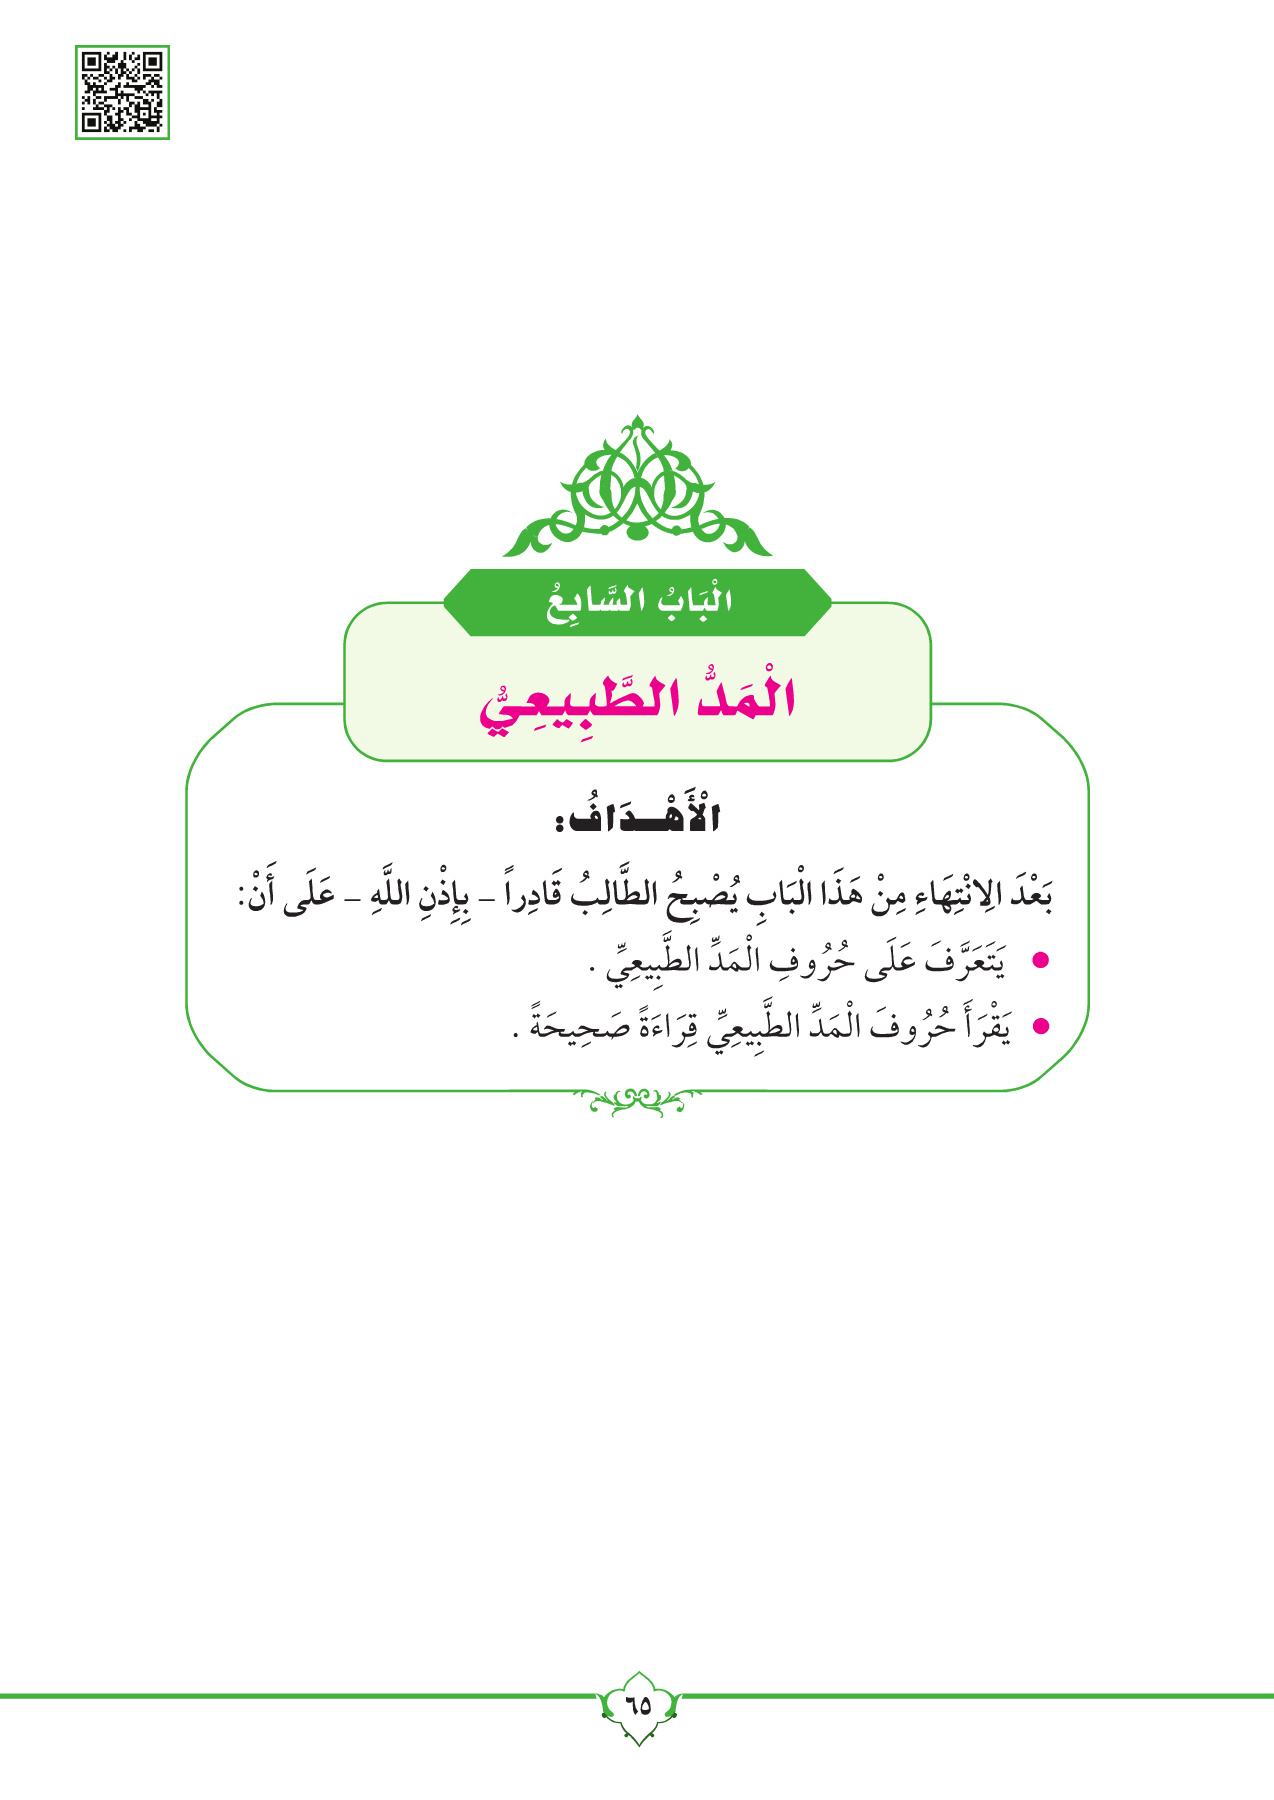 الْبَابُ السَّابِعُ
الْمَدُّ الطَّبِيعِيُّ
الْأَهْـدَافُ:
بَعْدَ الِانْتِهَاءِ مِنْ هَذَا الْبَابِ يُصْبِحُ الطَّالِبُ قَادِراً – بِإِذْنِ اللَّهِ – عَلَى أَنْ:
● يَتَعَرَّفَ عَلَى حُرُوفِ الْمَدِّ الطَّبِيعِيِّ .
● يَقْرَأَ حُرُوفَ الْمَدِّ الطَّبِيعِيِّ قِرَاءَةً صَحِيحَةً .
٦٥